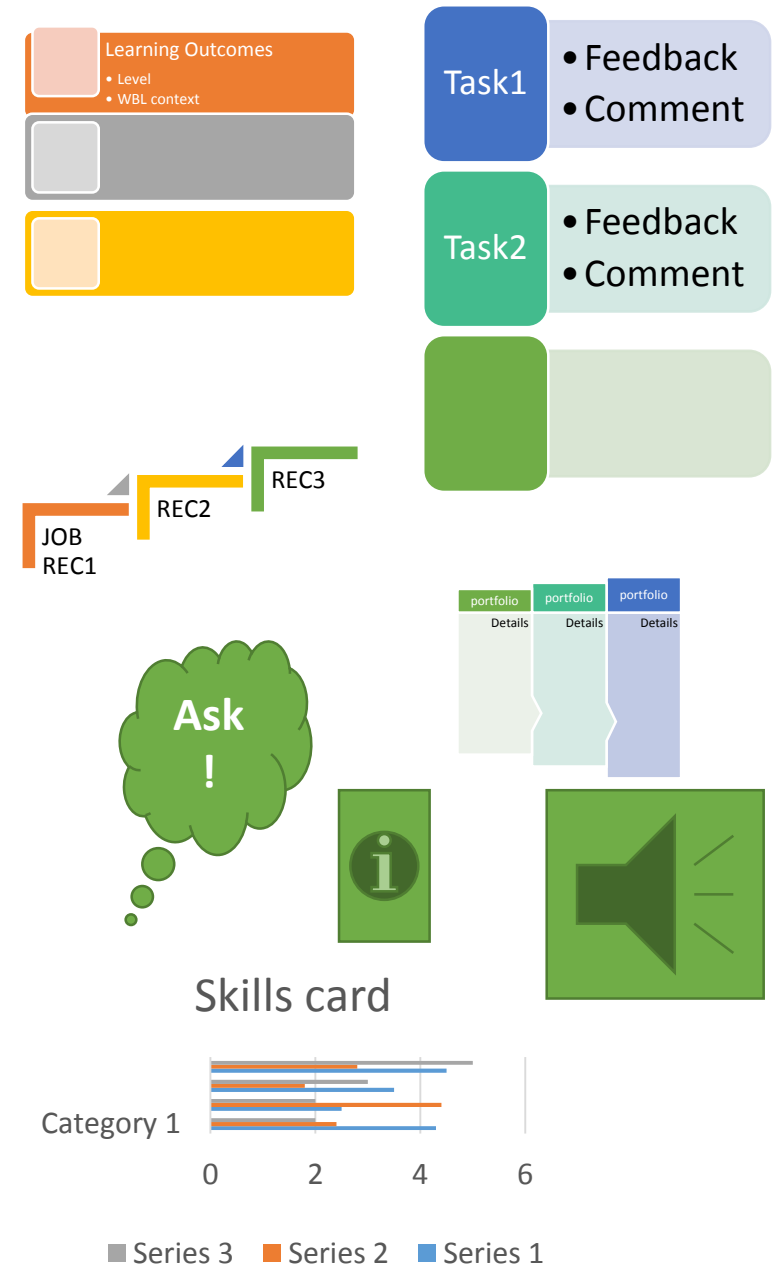 Learning Outcomes
• Level
• WBL context
Task1
• Feedback
• Comment
Task2
• Feedback
• Comment
JOB
REC1
REC2
REC3
portfolio
Details
portfolio
Details
portfolio
Details
Ask
!
i
Skills card
Category 1
0 2 4 6
Series 3 Series 2 Series 1